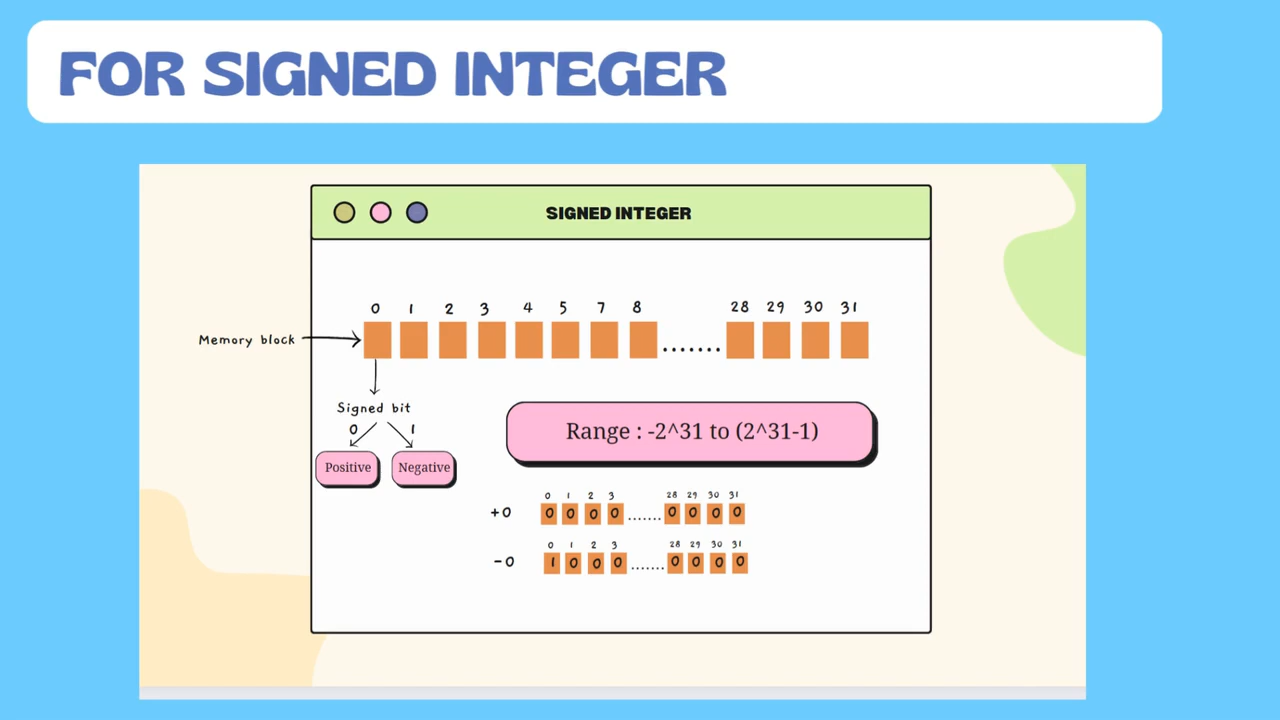 FOR SIGNED INTEGER
SIGNED INTEGER
0 1 2 3 4 5 7 8 28 29 30 31
Memory block
.......
Signed bit
0 1
Positive Negative
Range : -2^31 to (2^31-1)
0 1 2 3 28 29 30 31
+0 0 0 0 0 ....... 0 0 0 0
0 1 2 3 28 29 30 31
-0 1 0 0 0 ....... 0 0 0 0